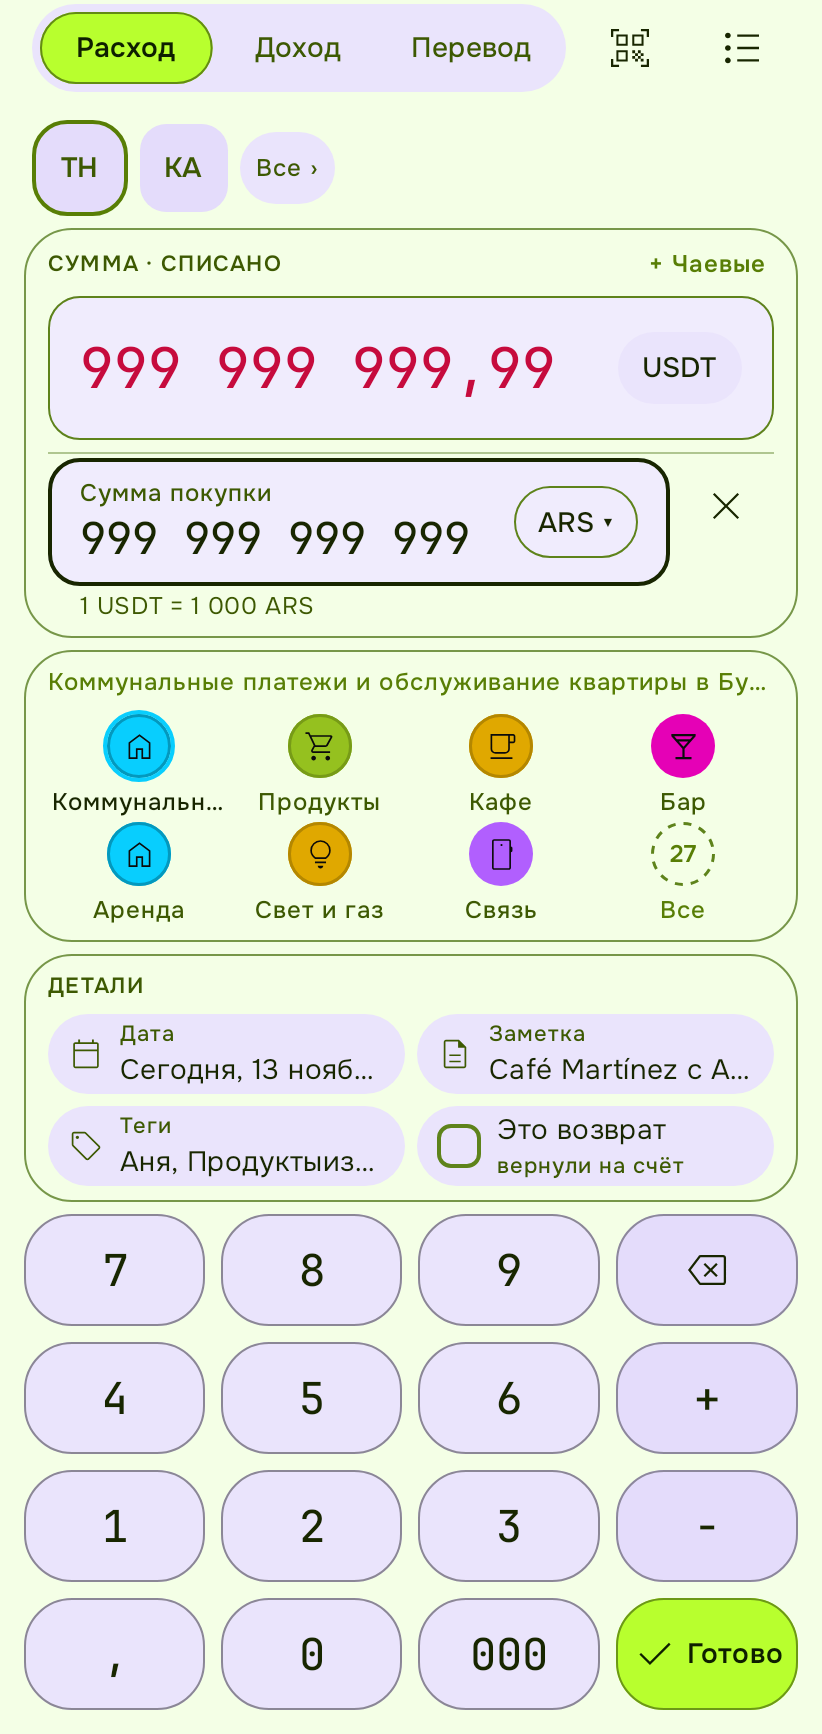 Расход Доход Перевод
TH KA Все ›
СУММА · СПИСАНО + Чаевые
999 999 999,99 USDT
Сумма покупки
999 999 999 999 ARS ▾
1 USDT = 1 000 ARS
Коммунальные платежи и обслуживание квартиры в Бу...
Коммунальн... Продукты Кафе Бар
27
Аренда Свет и газ Связь Все
ДЕТАЛИ
Дата
Сегодня, 13 нояб...
Заметка
Café Martínez с А...
Теги
Аня, Продуктыиз...
Это возврат
вернули на счёт
7 8 9
4 5 6 +
1 2 3 -
, 0 000 Готово